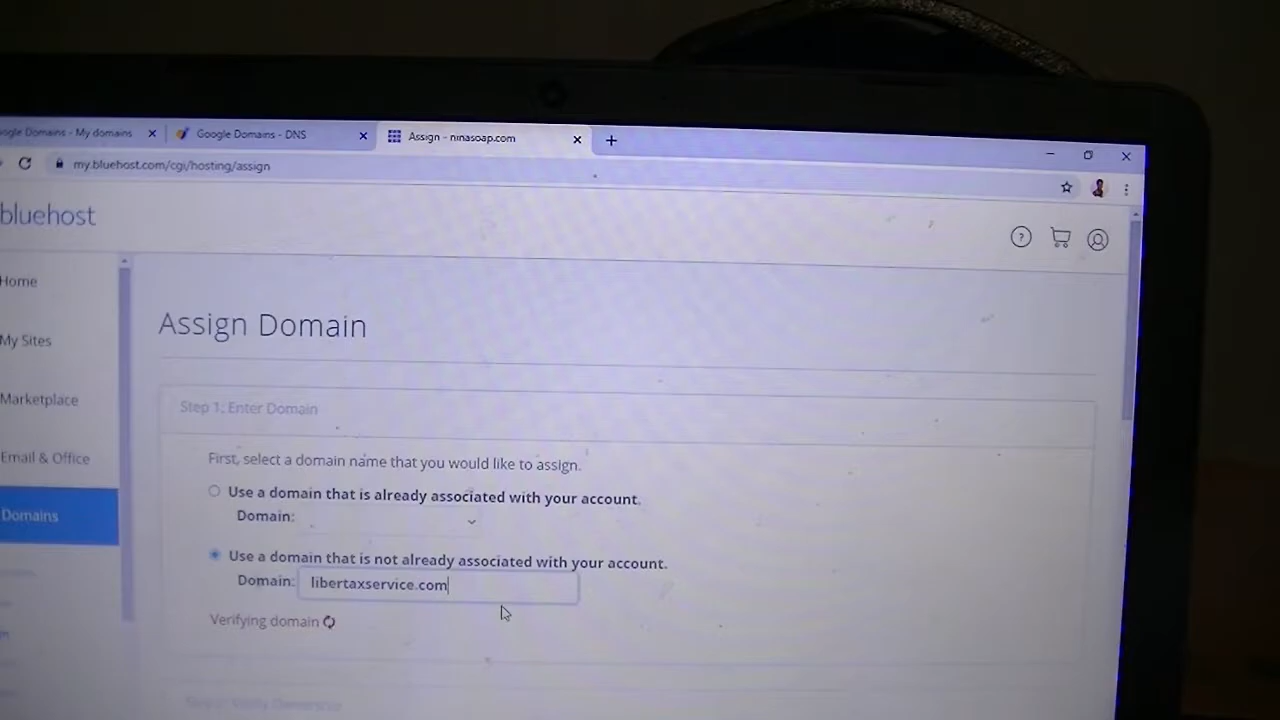 ogle Domains - My domains Google Domains - DNS Assign - ninasoap.com
my.bluehost.com/cgi/hosting/assign
bluehost
Home
Assign Domain
My Sites
Marketplace
Step 1: Enter Domain
Email & Office
First, select a domain name that you would like to assign.
Use a domain that is already associated with your account.
Domains
Domain:
Use a domain that is not already associated with your account.
Domain: libertaxservice.com
Verifying domain